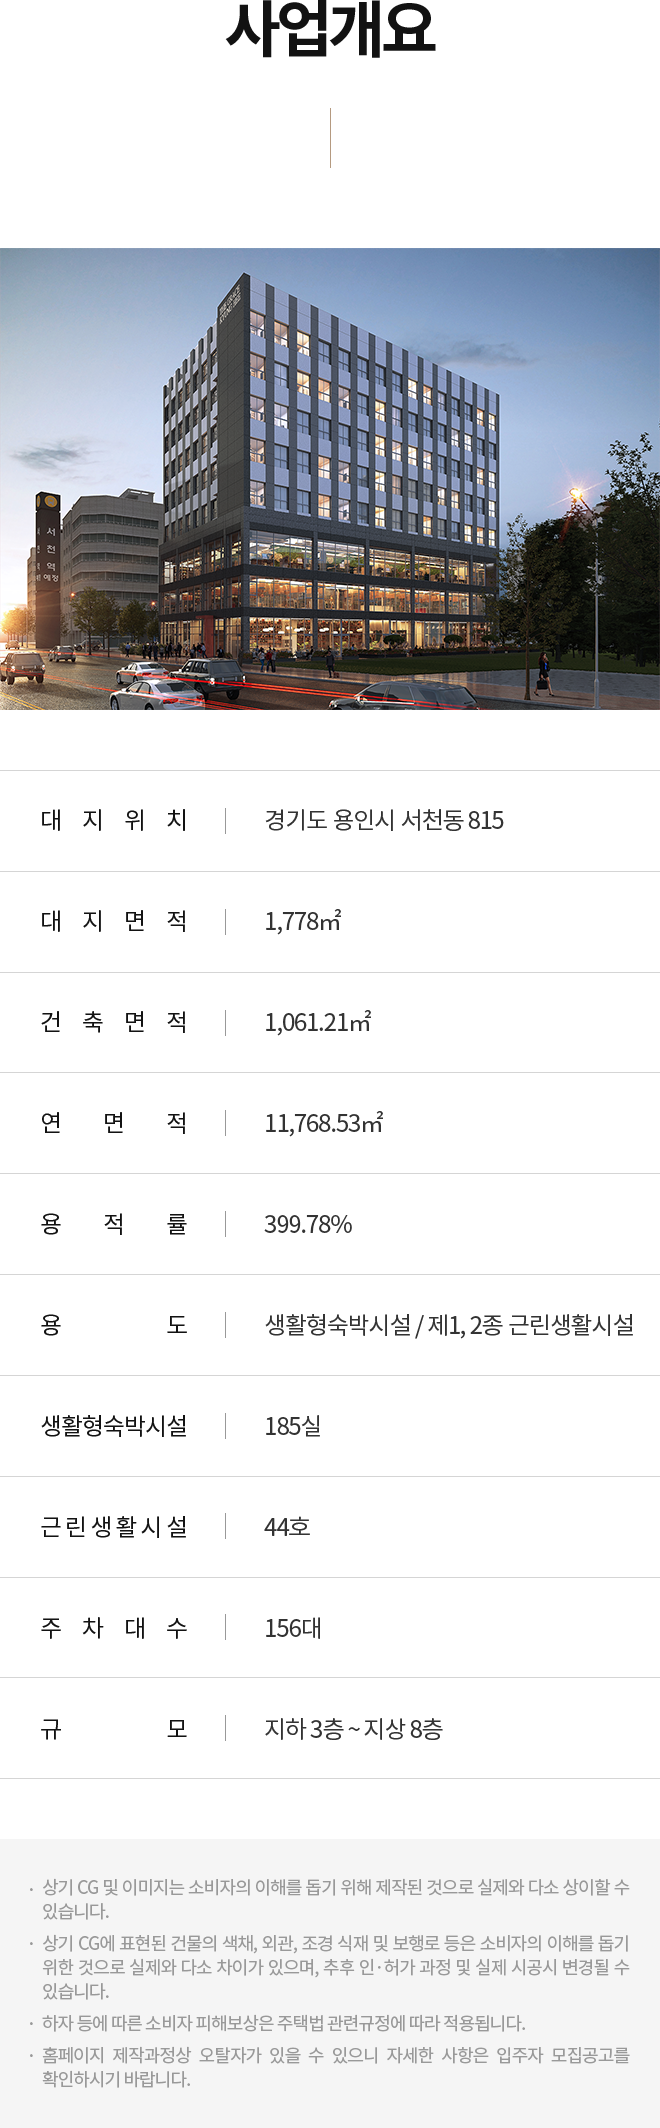 사업개요
서천역
예정
대지위치 경기도 용인시 서천동 815
대지면적 1,778㎡
건축면적 1,061.21㎡
연면적 11,768.53㎡
용적률 399.78%
용도 생활형숙박시설 / 제1, 2종 근린생활시설
생활형숙박시설 185실
근린생활시설 44호
주차대수 156대
규모 지하 3층 ~ 지상 8층
· 상기 CG 및 이미지는 소비자의 이해를 돕기 위해 제작된 것으로 실제와 다소 상이할 수
있습니다.
· 상기 CG에 표현된 건물의 색채, 외관, 조경 식재 및 보행로 등은 소비자의 이해를 돕기
위한 것으로 실제와 다소 차이가 있으며, 추후 인·허가 과정 및 실제 시공시 변경될 수
있습니다.
· 하자 등에 따른 소비자 피해보상은 주택법 관련규정에 따라 적용됩니다.
· 홈페이지 제작과정상 오탈자가 있을 수 있으니 자세한 사항은 입주자 모집공고를
확인하시기 바랍니다.